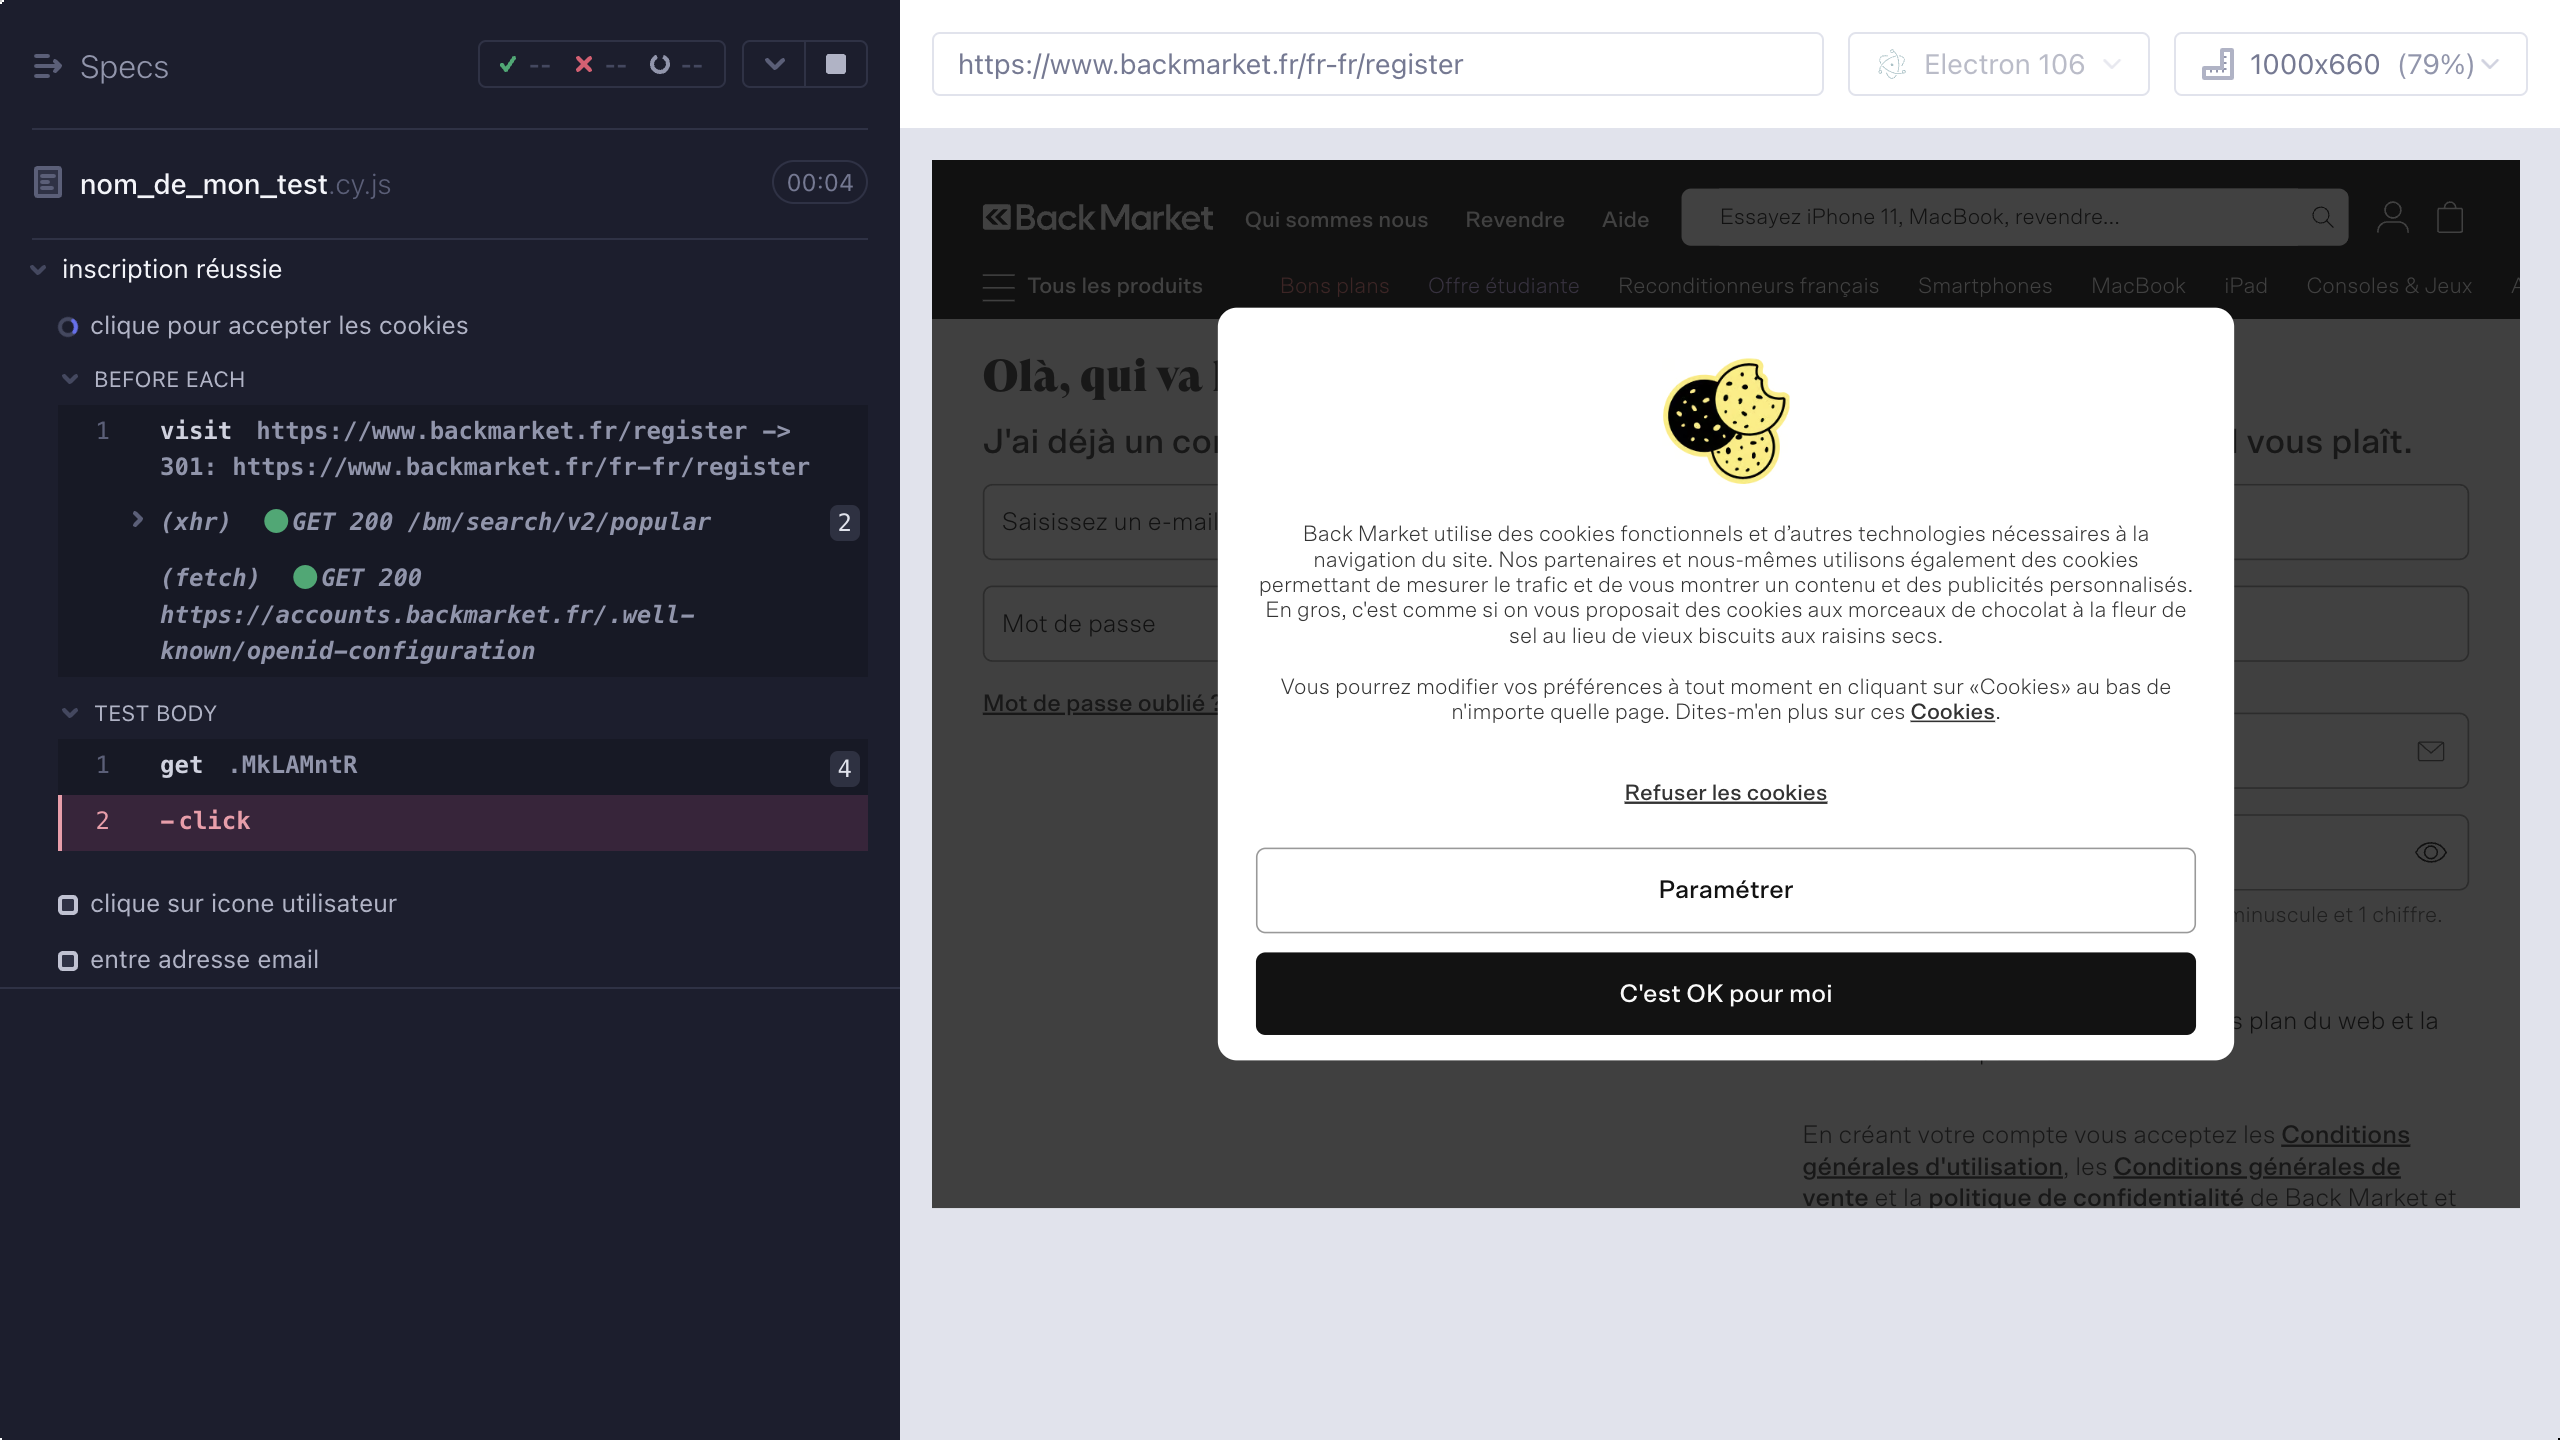 Specs
-- -- --
nom_de_mon_test.cy.js
00:04
inscription réussie
clique pour accepter les cookies
BEFORE EACH
1 visit https://www.backmarket.fr/register ->
301: https://www.backmarket.fr/fr-fr/register
(xhr) GET 200 /bm/search/v2/popular 2
(fetch) GET 200
https://accounts.backmarket.fr/.well-
known/openid-configuration
TEST BODY
1 get .MkLAMntR 4
2 -click
clique sur icone utilisateur
entre adresse email
https://www.backmarket.fr/fr-fr/register
Electron 106
1000x660 (79%)
Back Market Qui sommes nous Revendre Aide Essayez iPhone 11, MacBook, revendre...
Tous les produits Bons plans Offre étudiante Reconditionneurs français Smartphones MacBook iPad Consoles & Jeux
Olà, qui va
J'ai déjà un
Saisissez un e-mail
Mot de passe
Mot de passe oublié ?
Back Market utilise des cookies fonctionnels et d’autres technologies nécessaires à la
navigation du site. Nos partenaires et nous-mêmes utilisons également des cookies
permettant de mesurer le trafic et de vous montrer un contenu et des publicités personnalisés.
En gros, c'est comme si on vous proposait des cookies aux morceaux de chocolat à la fleur de
sel au lieu de vieux biscuits aux raisins secs.
Vous pourrez modifier vos préférences à tout moment en cliquant sur «Cookies» au bas de
n'importe quelle page. Dites-m'en plus sur ces Cookies.
Refuser les cookies
Paramétrer
C'est OK pour moi
vous plaît.
minuscule et 1 chiffre.
plan du web et la
En créant votre compte vous acceptez les Conditions
générales d'utilisation, les Conditions générales de
vente et la politique de confidentialité de Back Market et